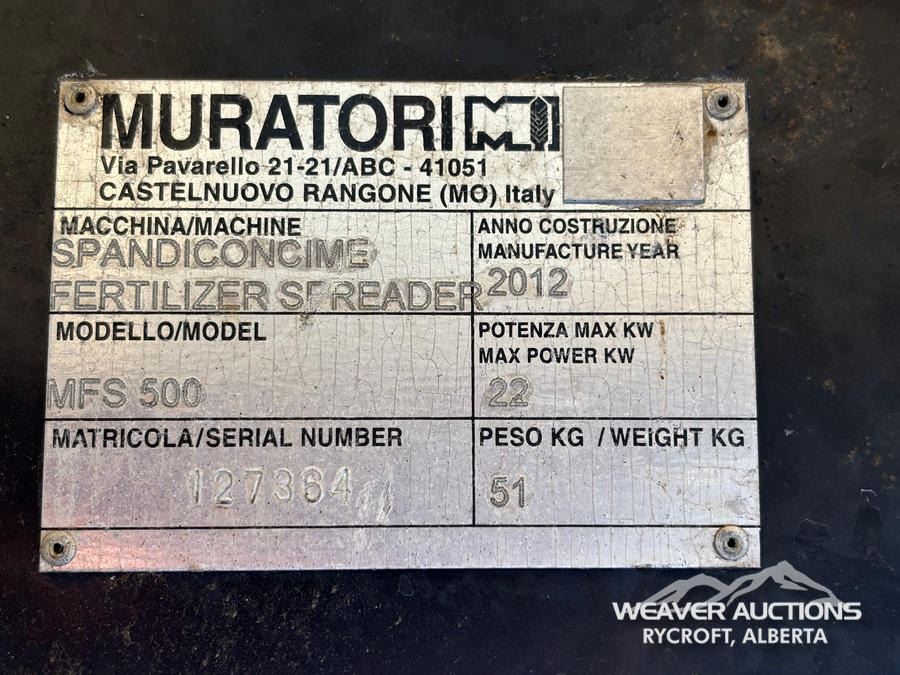 MURATORI
Via Pavarello 21-21/ABC - 41051
CASTELNUOVO RANGONE (MO) Italy
MACCHINA/MACHINE
SPANDICONCIME
FERTILIZER SPREADER
ANNO COSTRUZIONE
MANUFACTURE YEAR
2012
MODELLO/MODEL
MFS 500
POTENZA MAX KW
MAX POWER KW
22
MATRICOLA/SERIAL NUMBER
127364
PESO KG / WEIGHT KG
51
WEAVER AUCTIONS
RYCROFT, ALBERTA